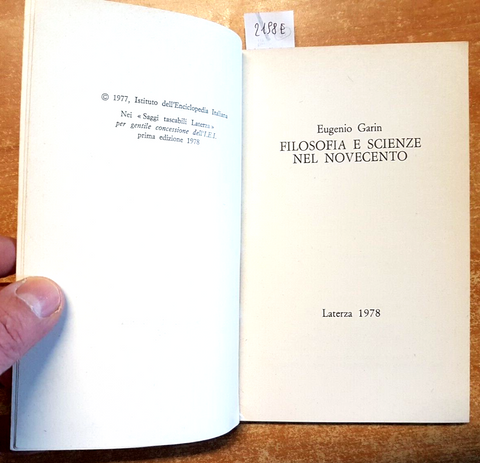 2198E
© 1977, Istituto dell'Enciclopedia Italiana
Nei « Saggi tascabili Laterza »
per gentile concessione dell'I.E.I.
prima edizione 1978
Eugenio Garin
FILOSOFIA E SCIENZE
NEL NOVECENTO
Laterza 1978